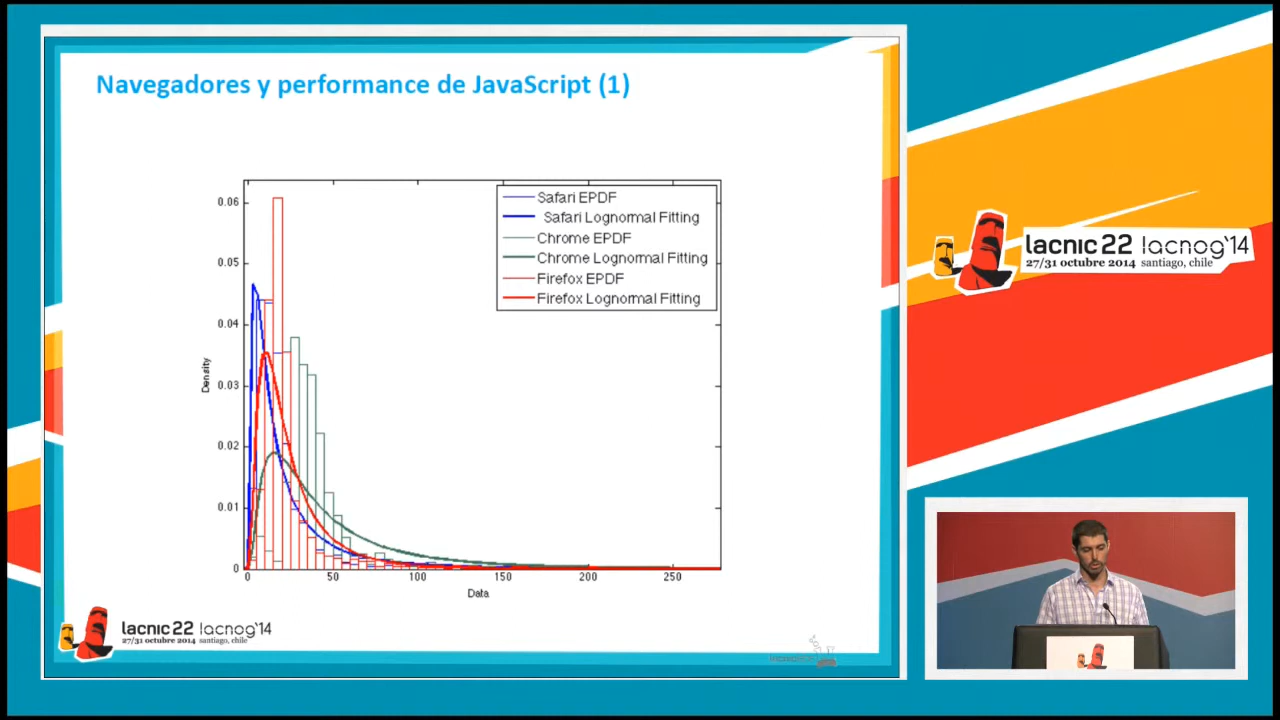 Navegadores y performance de JavaScript (1)
Safari EPDF
Safari Lognormal Fitting
Chrome EPDF
Chrome Lognormal Fitting
Firefox EPDF
Firefox Lognormal Fitting
0.06
0.05
0.04
0.03
0.02
0.01
0
Density
0
50
100
150
200
250
Data
lacnic 22 lacnog'14
27/31 octubre 2014 santiago, chile
lacnic 22 lacnog'14
27/31 octubre 2014 santiago, chile